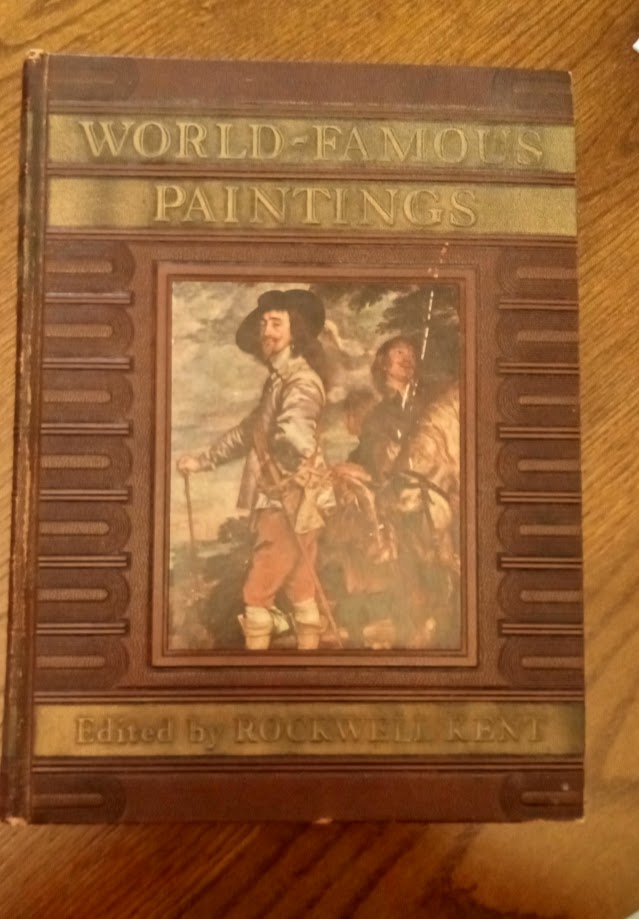 WORLD-FAMOUS
PAINTINGS
Edited by ROCKWELL KENT